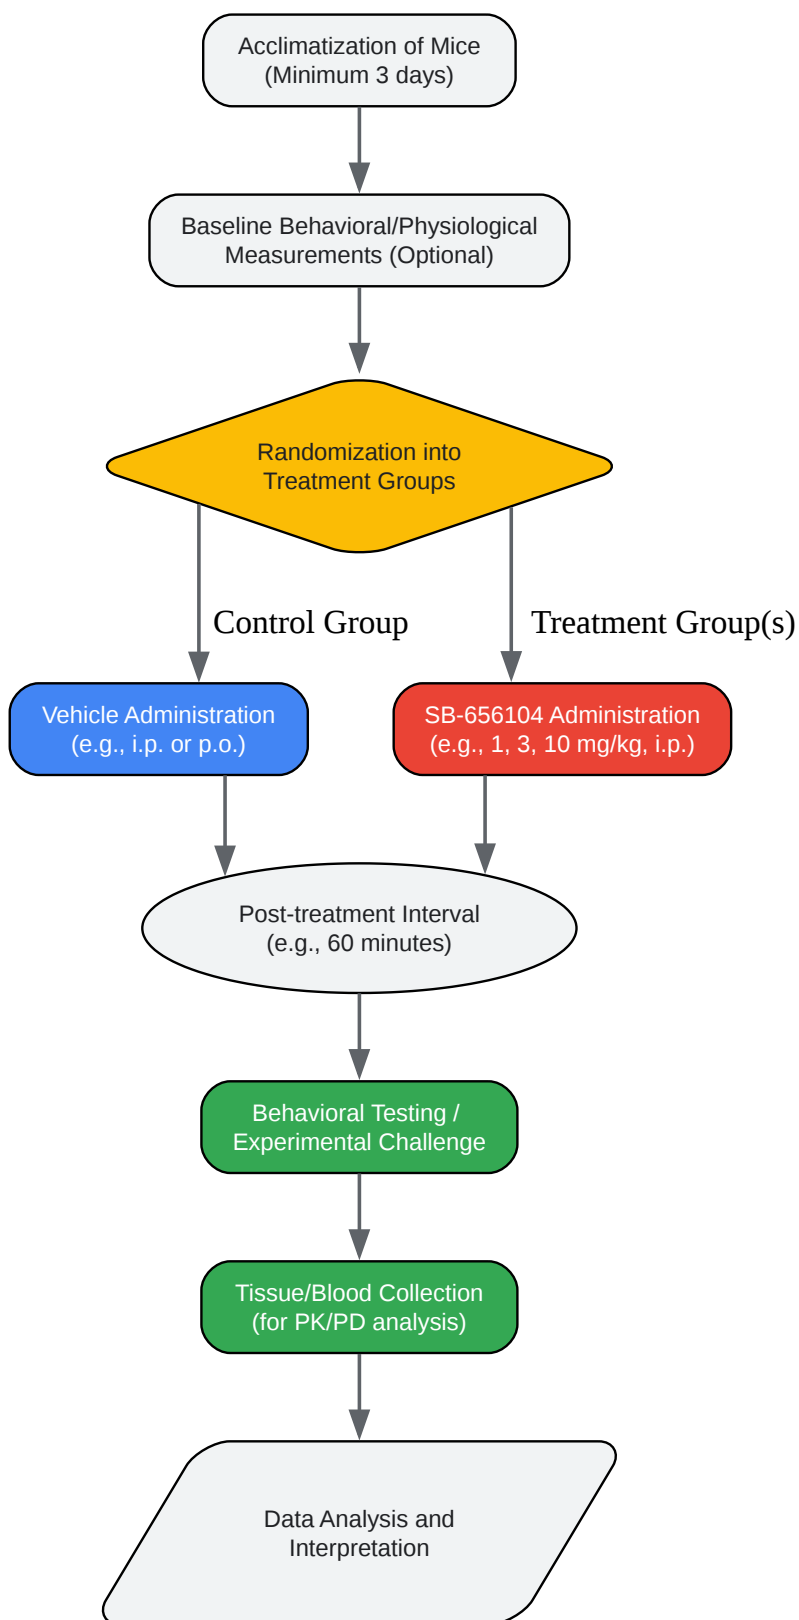 Acclimatization of Mice
(Minimum 3 days)
Baseline Behavioral/Physiological
Measurements (Optional)
Randomization into
Treatment Groups
Control Group
Treatment Group(s)
Vehicle Administration
(e.g., i.p. or p.o.)
SB-656104 Administration
(e.g., 1, 3, 10 mg/kg, i.p.)
Post-treatment Interval
(e.g., 60 minutes)
Behavioral Testing /
Experimental Challenge
Tissue/Blood Collection
(for PK/PD analysis)
Data Analysis and
Interpretation